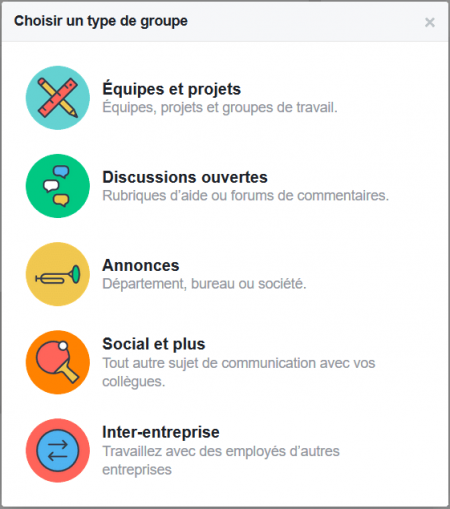 Choisir un type de groupe
Équipes et projets
Équipes, projets et groupes de travail.
Discussions ouvertes
Rubriques d'aide ou forums de commentaires.
Annonces
Département, bureau ou société.
Social et plus
Tout autre sujet de communication avec vos
collègues.
Inter-entreprise
Travaillez avec des employés d'autres
entreprises